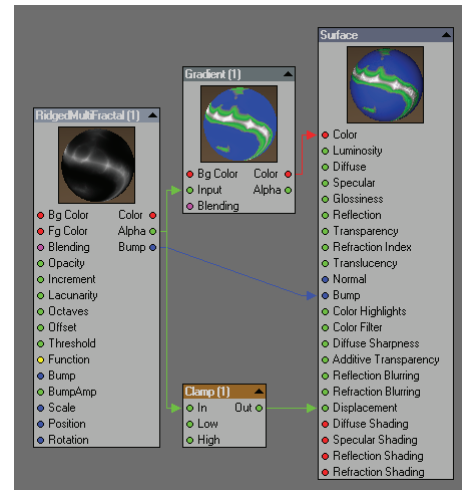 Surface
Color
Luminosity
Diffuse
Specular
Glossiness
Reflection
Transparency
Refraction Index
Translucency
Normal
Bump
Color Highlights
Color Filter
Diffuse Sharpness
Additive Transparency
Reflection Blurring
Refraction Blurring
Displacement
Diffuse Shading
Specular Shading
Reflection Shading
Refraction Shading
Gradient (1)
Bg Color Color
Input Alpha
Blending
RidgedMultiFractal (1)
Bg Color Color
Fg Color Alpha
Blending Bump
Opacity
Increment
Lacunarity
Octaves
Offset
Threshold
Function
Bump
BumpAmp
Scale
Position
Rotation
Clamp (1)
In Out
Low
High